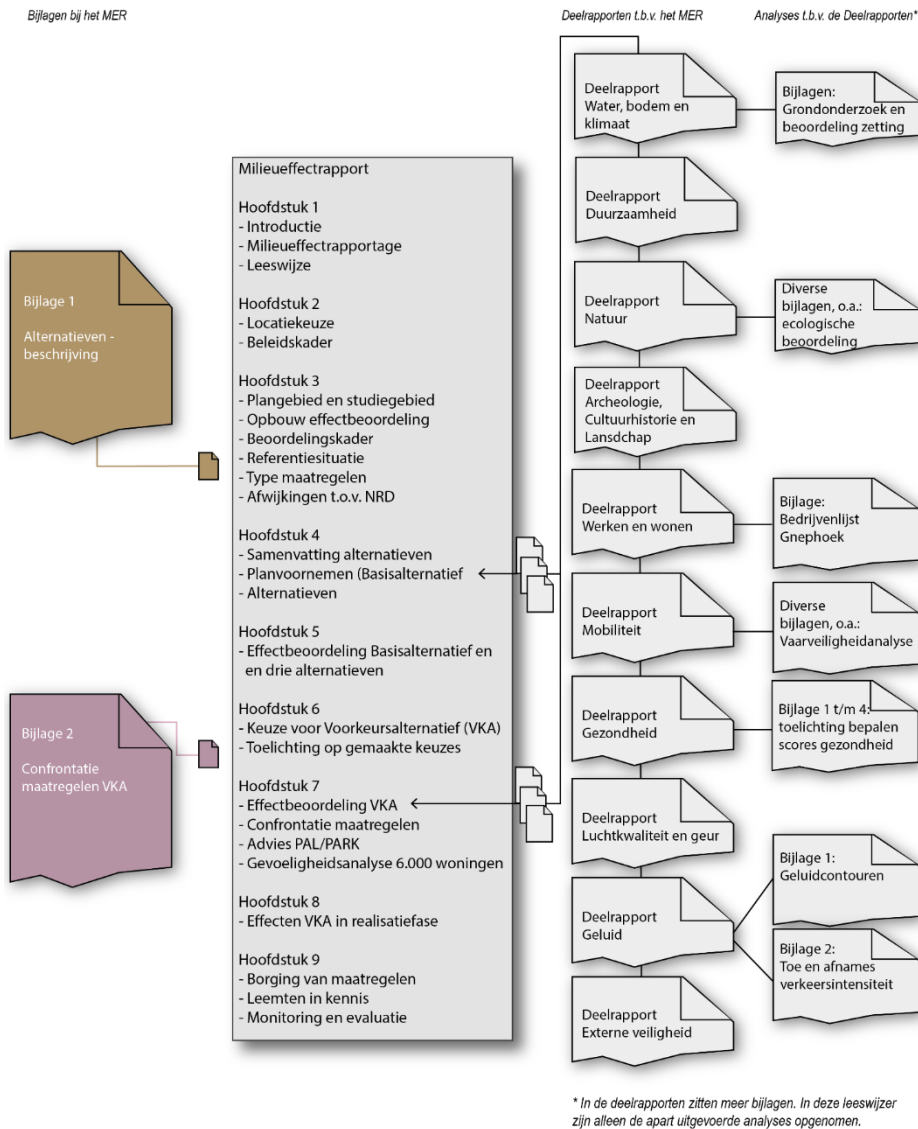 Bijlagen bij het MER
Deelrapporten t.b.v. het MER
Analyses t.b.v. de Deelrapporten*
Bijlage 1
Alternatieven -
beschrijving
Bijlage 2
Confrontatie
maatregelen VKA
Milieueffectrapport
Hoofdstuk 1
- Introductie
- Milieueffectrapportage
- Leeswijze
Hoofdstuk 2
- Locatiekeuze
- Beleidskader
Hoofdstuk 3
- Plangebied en studiegebied
- Opbouw effectbeoordeling
- Beoordelingskader
- Referentiesituatie
- Type maatregelen
- Afwijkingen t.o.v. NRD
Hoofdstuk 4
- Samenvatting alternatieven
- Planvoornemen (Basisalternatief
- Alternatieven
Hoofdstuk 5
- Effectbeoordeling Basisalternatief en
en drie alternatieven
Hoofdstuk 6
- Keuze voor Voorkeursalternatief (VKA)
- Toelichting op gemaakte keuzes
Hoofdstuk 7
- Effectbeoordeling VKA
- Confrontatie maatregelen
- Advies PAL/PARK
- Gevoeligheidsanalyse 6.000 woningen
Hoofdstuk 8
- Effecten VKA in realisatiefase
Hoofdstuk 9
- Borging van maatregelen
- Leemten in kennis
- Monitoring en evaluatie
Deelrapport
Water, bodem en
klimaat
Bijlagen:
Grondonderzoek en
beoordeling zetting
Deelrapport
Duurzaamheid
Deelrapport
Natuur
Diverse
bijlagen, o.a.:
ecologische
beoordeling
Deelrapport
Archeologie,
Cultuurhistorie en
Lansdchap
Deelrapport
Werken en wonen
Bijlage:
Bedrijvenlijst
Gnephoek
Deelrapport
Mobiliteit
Diverse
bijlagen, o.a.:
Vaarveiligheidanalyse
Deelrapport
Gezondheid
Bijlage 1 t/m 4:
toelichting bepalen
scores gezondheid
Deelrapport
Luchtkwaliteit en geur
Deelrapport
Geluid
Bijlage 1:
Geluidcontouren
Bijlage 2:
Toe en afnames
verkeersintensiteit
Deelrapport
Externe veiligheid
* In de deelrapporten zitten meer bijlagen. In deze leeswijzer
zijn alleen de apart uitgevoerde analyses opgenomen.